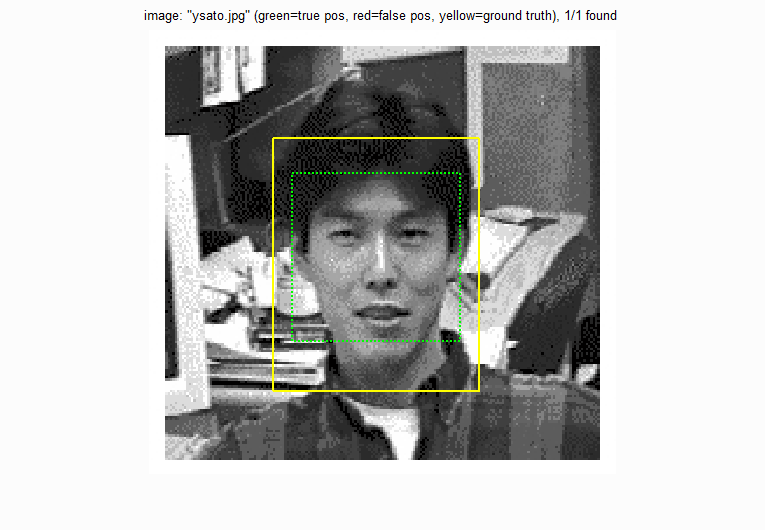 image: "ysato.jpg" (green=true pos, red=false pos, yellow=ground truth), 1/1 found